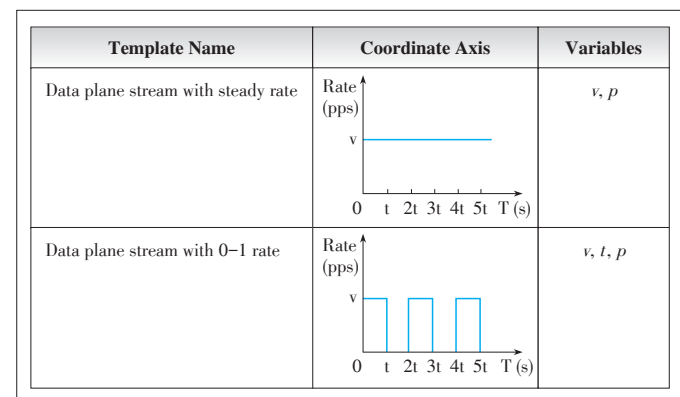 Template Name Coordinate Axis Variables
Data plane stream with steady rate
Rate
(pps)
v
0 t 2t 3t 4t 5t T (s)
v, p
Data plane stream with 0−1 rate
Rate
(pps)
v
0 t 2t 3t 4t 5t T (s)
v, t, p